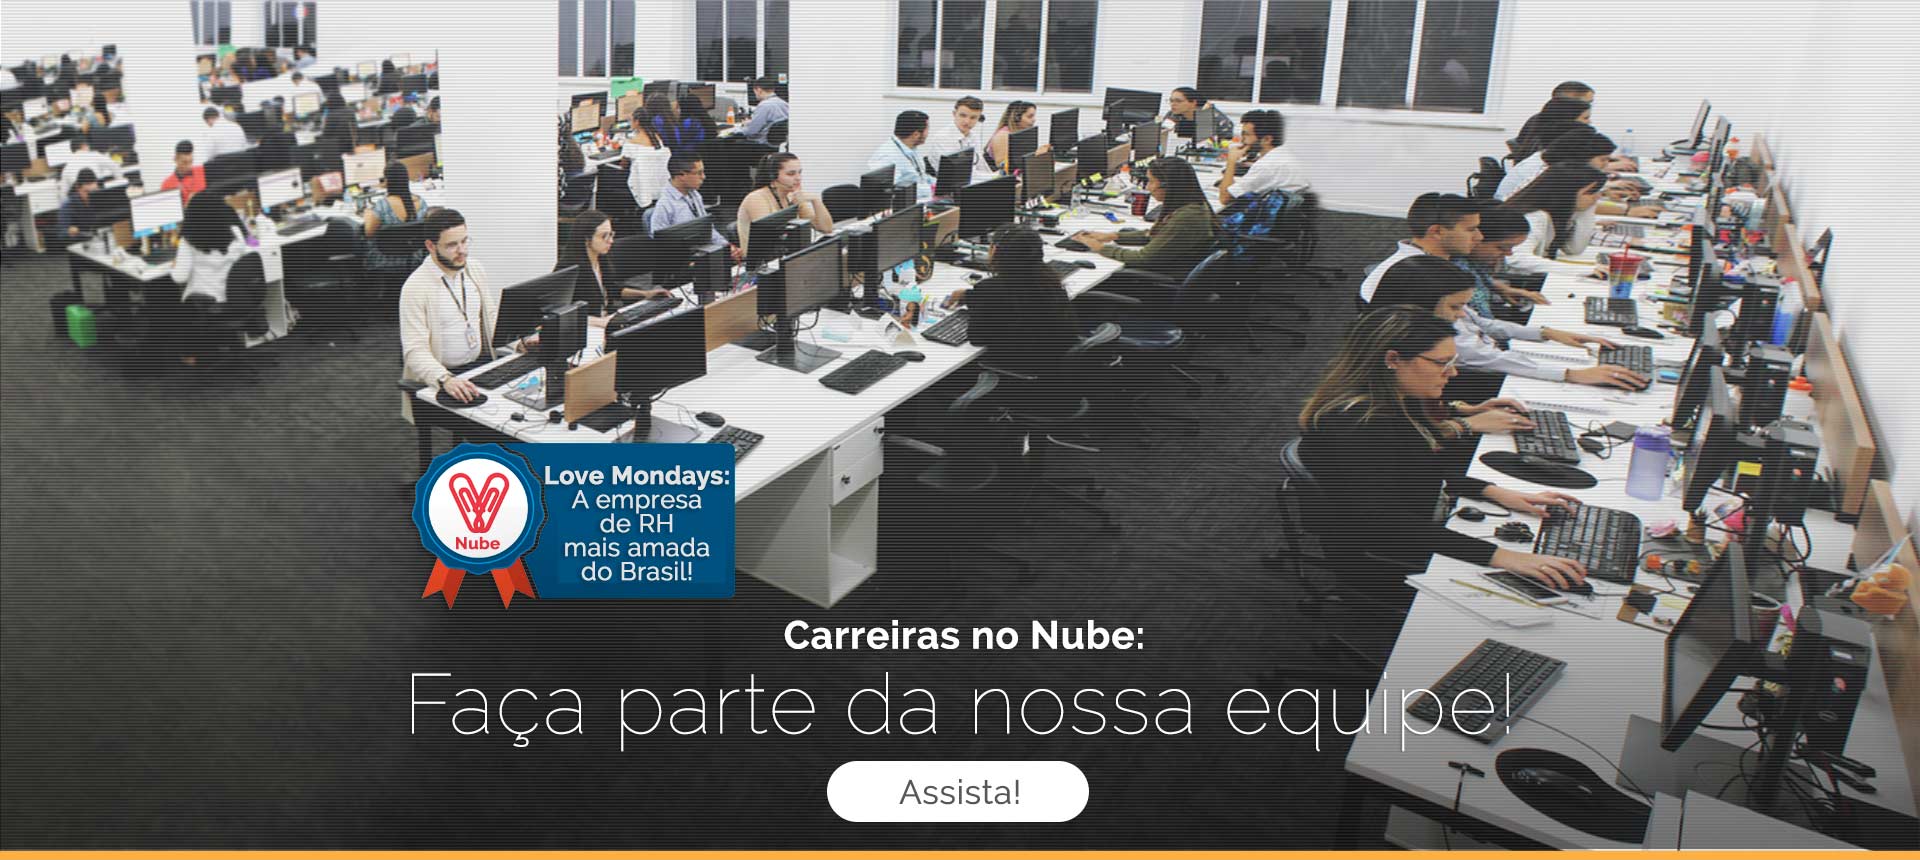 Love Mondays:
A empresa
de RH
mais amada
do Brasil!
Nube
Carreiras no Nube:
Faça parte da nossa equipe!
Assista!